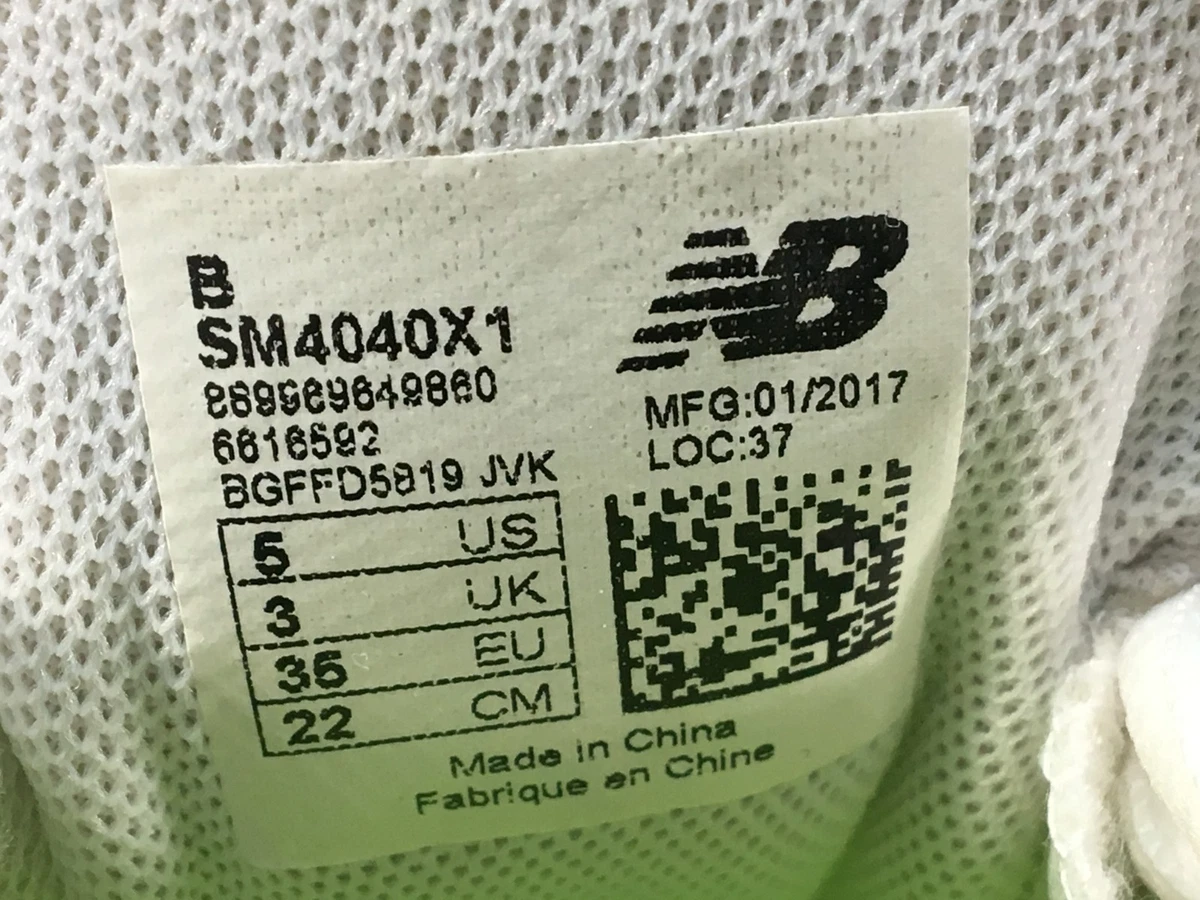 B
SM4040X1
889969649860
6616592
BGFFD5819 JVK
5 US
3 UK
35 EU
22 CM
NB
MFG:01/2017
LOC:37
Made in China
Fabrique en Chine